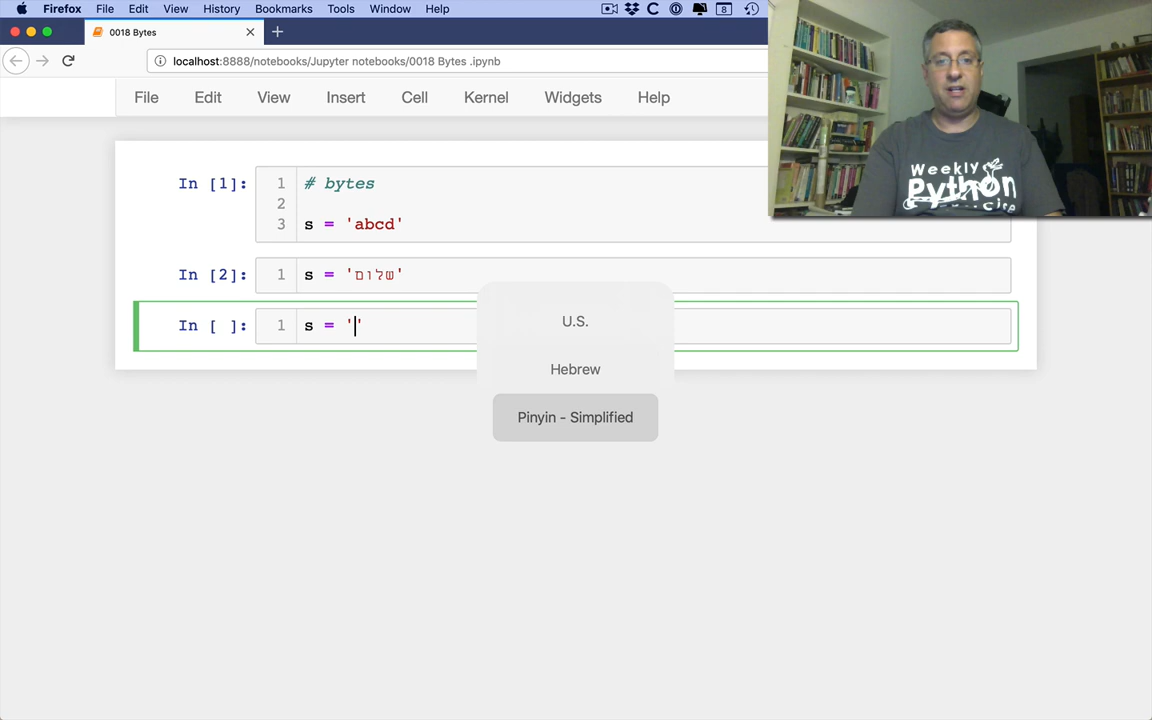 Firefox File Edit View History Bookmarks Tools Window Help 8
0018 Bytes
localhost:8888/notebooks/Jupyter notebooks/0018 Bytes .ipynb
File Edit View Insert Cell Kernel Widgets Help
Weekly
Python
In [1]: 1 # bytes
2
3 s = 'abcd'
In [2]: 1 s = 'שלום'
In [ ]: 1 s = ''
U.S.
Hebrew
Pinyin - Simplified